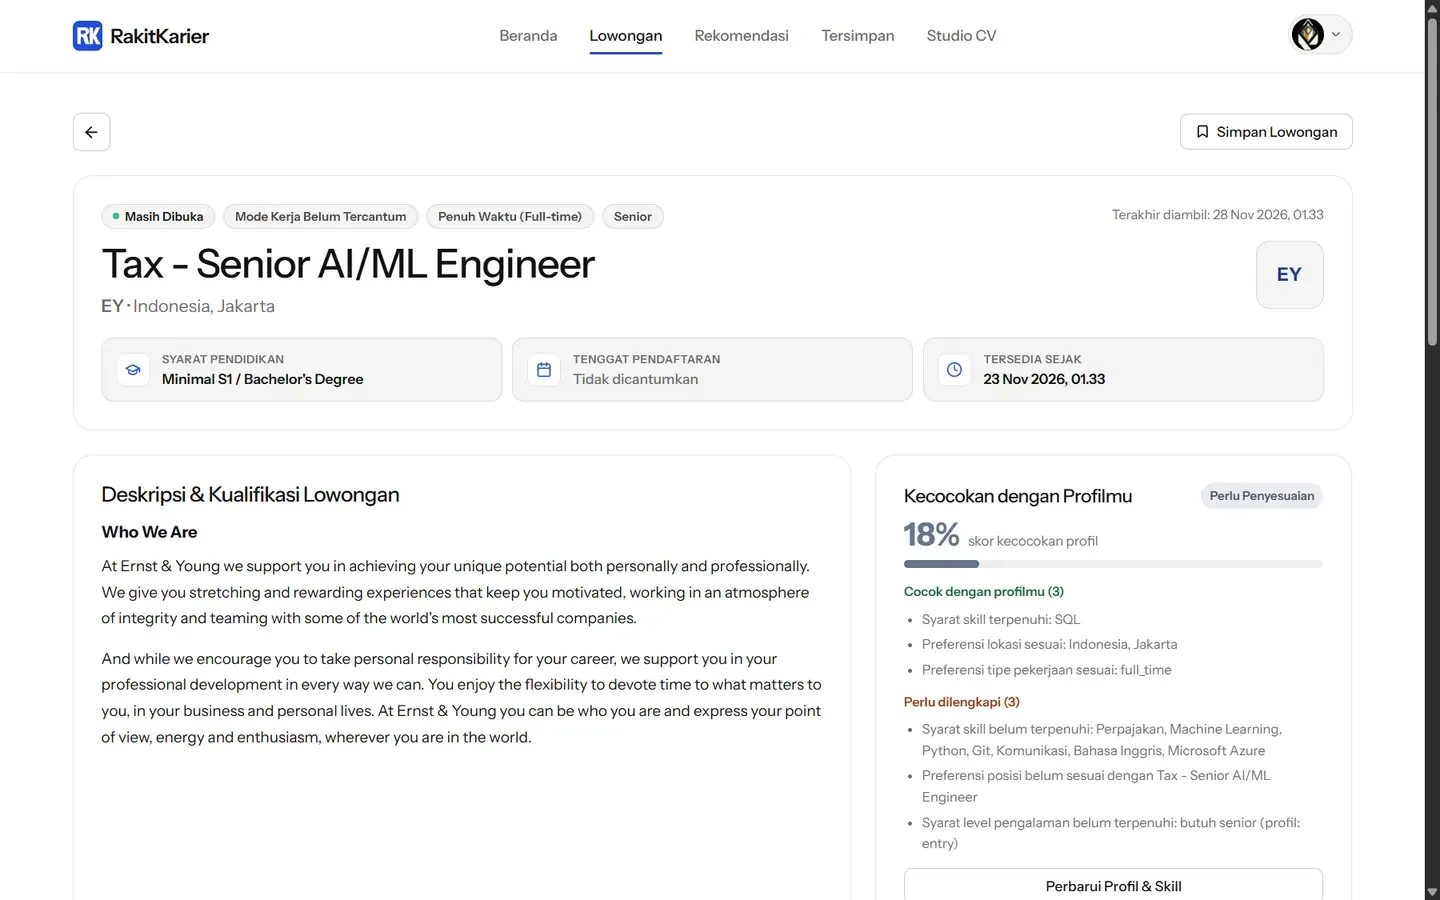 RK RakitKarier
Beranda
Lowongan
Rekomendasi
Tersimpan
Studio CV
Simpan Lowongan
Masih Dibuka
Mode Kerja Belum Tercantum
Penuh Waktu (Full-time)
Senior
Terakhir diambil: 28 Nov 2026, 01.33
Tax - Senior AI/ML Engineer
EY · Indonesia, Jakarta
EY
SYARAT PENDIDIKAN
Minimal S1 / Bachelor's Degree
TENGGAT PENDAFTARAN
Tidak dicantumkan
TERSEDIA SEJAK
23 Nov 2026, 01.33
Deskripsi & Kualifikasi Lowongan
Who We Are
At Ernst & Young we support you in achieving your unique potential both personally and professionally.
We give you stretching and rewarding experiences that keep you motivated, working in an atmosphere
of integrity and teaming with some of the world's most successful companies.
And while we encourage you to take personal responsibility for your career, we support you in your
professional development in every way we can. You enjoy the flexibility to devote time to what matters to
you, in your business and personal lives. At Ernst & Young you can be who you are and express your point
of view, energy and enthusiasm, wherever you are in the world.
Kecocokan dengan Profilmu
Perlu Penyesuaian
18% skor kecocokan profil
Cocok dengan profilmu (3)
• Syarat skill terpenuhi: SQL
• Preferensi lokasi sesuai: Indonesia, Jakarta
• Preferensi tipe pekerjaan sesuai: full_time
Perlu dilengkapi (3)
• Syarat skill belum terpenuhi: Perpajakan, Machine Learning,
Python, Git, Komunikasi, Bahasa Inggris, Microsoft Azure
• Preferensi posisi belum sesuai dengan Tax - Senior AI/ML
Engineer
• Syarat level pengalaman belum terpenuhi: butuh senior (profil:
entry)
Perbarui Profil & Skill